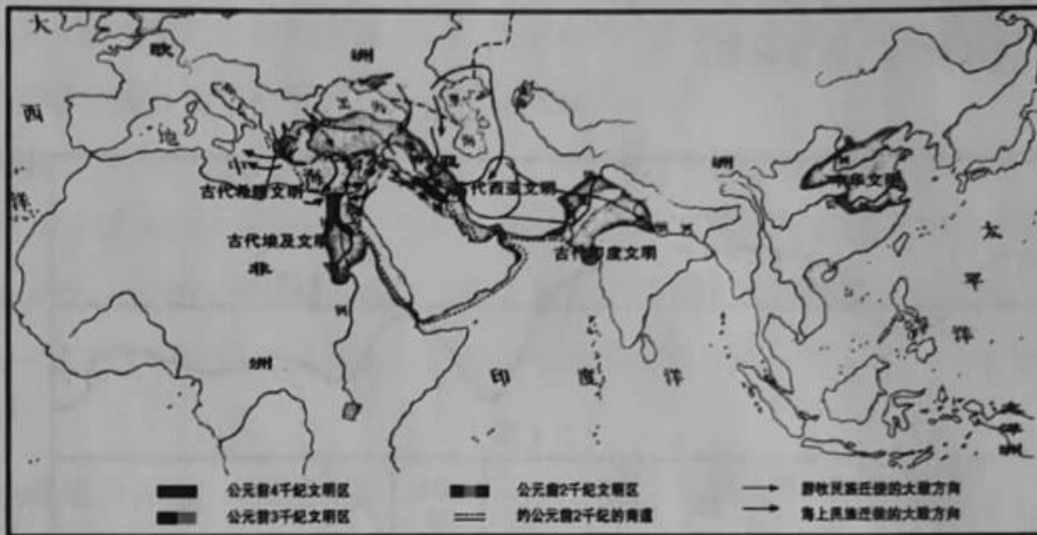 大
西
洋
欧
洲
地
中
海
古代希腊文明
古代埃及文明
非
洲
古代西亚文明
古代印度文明
中华文明
洲
印 度 洋
太
平
洋
大
洋
洲
公元前4千纪文明区
公元前3千纪文明区
公元前2千纪文明区
约公元前2千纪的商道
游牧民族迁徙的大致方向
海上民族迁徙的大致方向